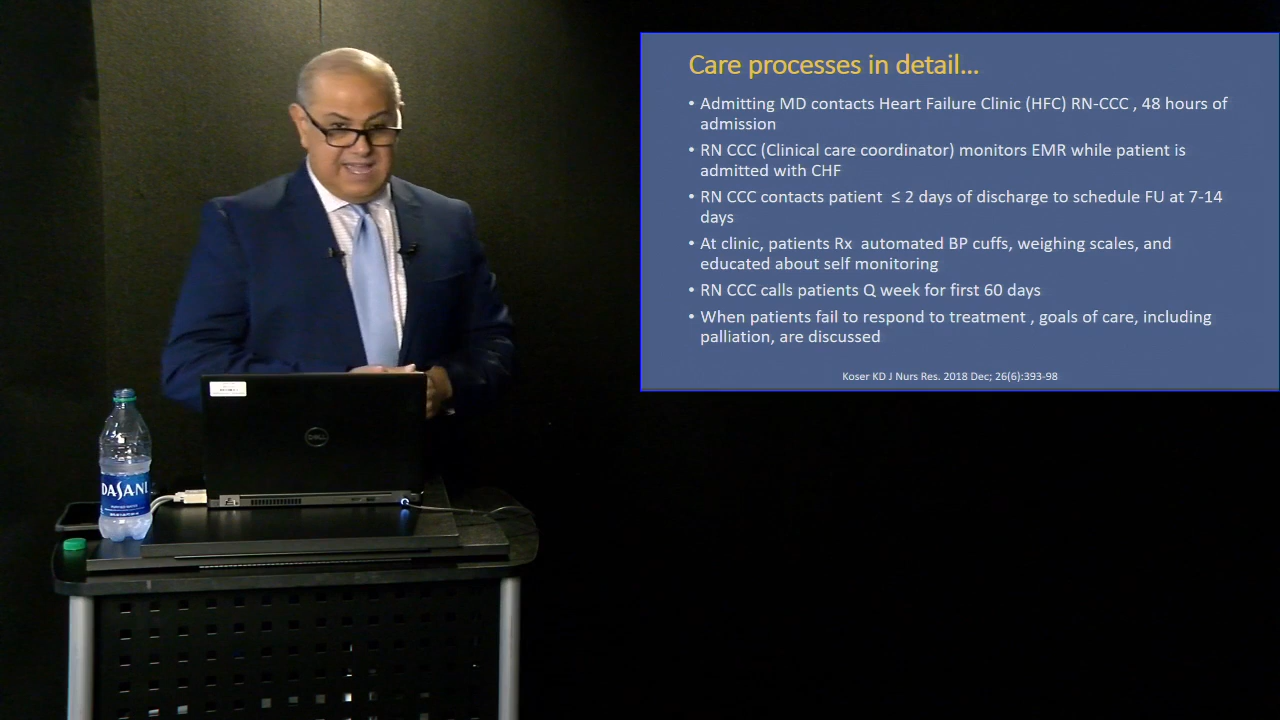 Care processes in detail...
• Admitting MD contacts Heart Failure Clinic (HFC) RN-CCC , 48 hours of
admission
• RN CCC (Clinical care coordinator) monitors EMR while patient is
admitted with CHF
• RN CCC contacts patient ≤ 2 days of discharge to schedule FU at 7-14
days
• At clinic, patients Rx automated BP cuffs, weighing scales, and
educated about self monitoring
• RN CCC calls patients Q week for first 60 days
• When patients fail to respond to treatment , goals of care, including
palliation, are discussed
Koser KD J Nurs Res. 2018 Dec; 26(6):393-98
DELL
DASANI